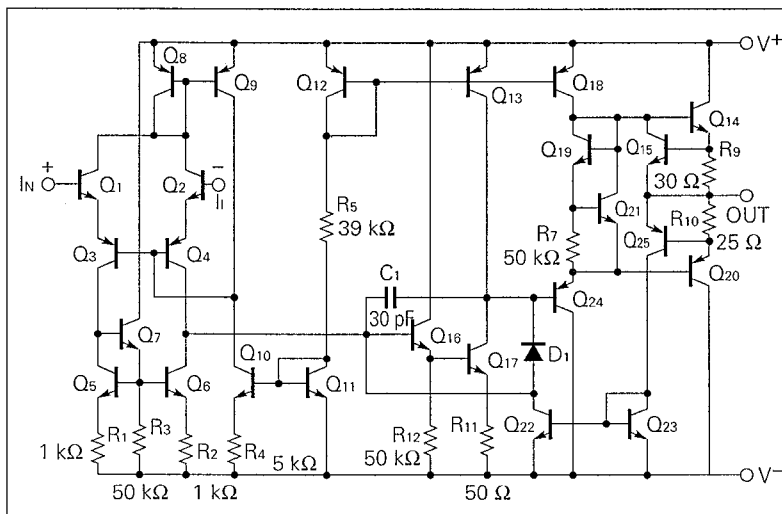 V+
Q8
Q9
Q12
Q13
Q18
Q14
Q19
Q15
R9
30 Ω
OUT
+
−
IN
Q1
Q2
II
R5
39 kΩ
Q21
R10
25 Ω
R7
50 kΩ
Q25
Q3
Q4
C1
30 pF
Q24
Q20
Q7
Q16
Q17
D1
Q5
Q6
Q10
Q11
Q22
Q23
R1
1 kΩ
R3
50 kΩ
R2
1 kΩ
R4
5 kΩ
R12
50 kΩ
R11
50 Ω
V−